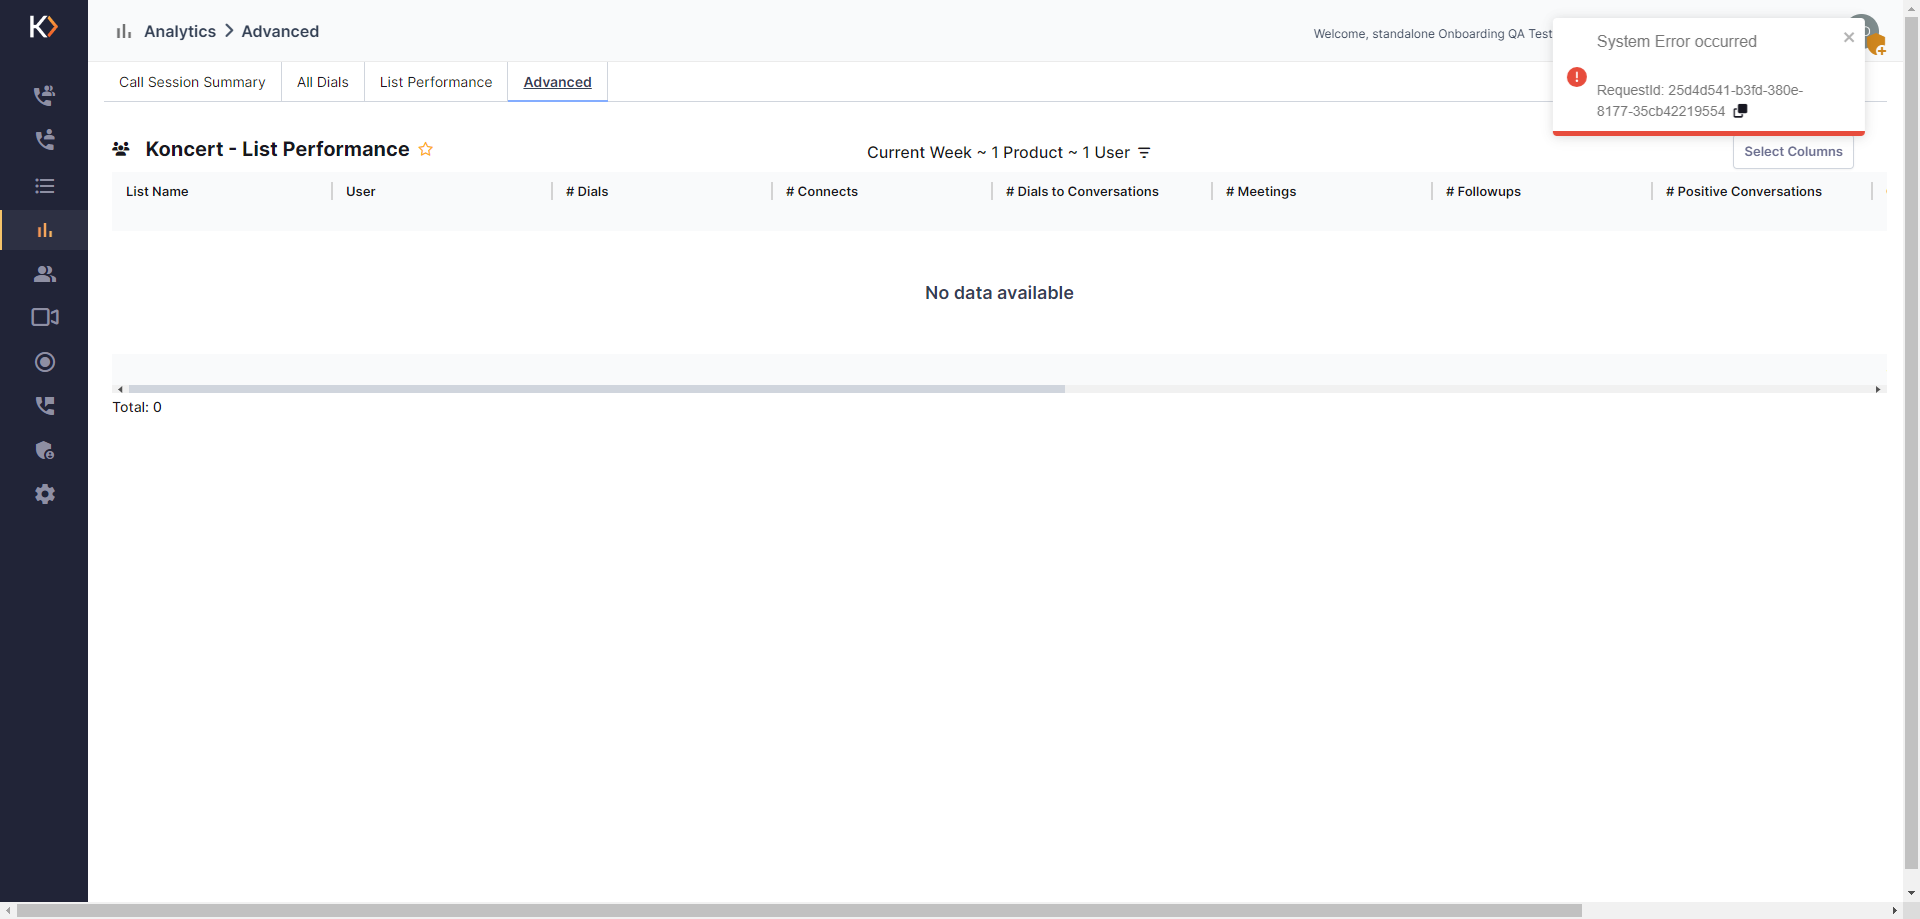 Analytics > Advanced
Welcome, standalone Onboarding QA Test
System Error occurred
RequestId: 25d4d541-b3fd-380e-
8177-35cb42219554
Call Session Summary
All Dials
List Performance
Advanced
Koncert - List Performance
Current Week ~ 1 Product ~ 1 User
Select Columns
List Name
User
# Dials
# Connects
# Dials to Conversations
# Meetings
# Followups
# Positive Conversations
No data available
Total: 0